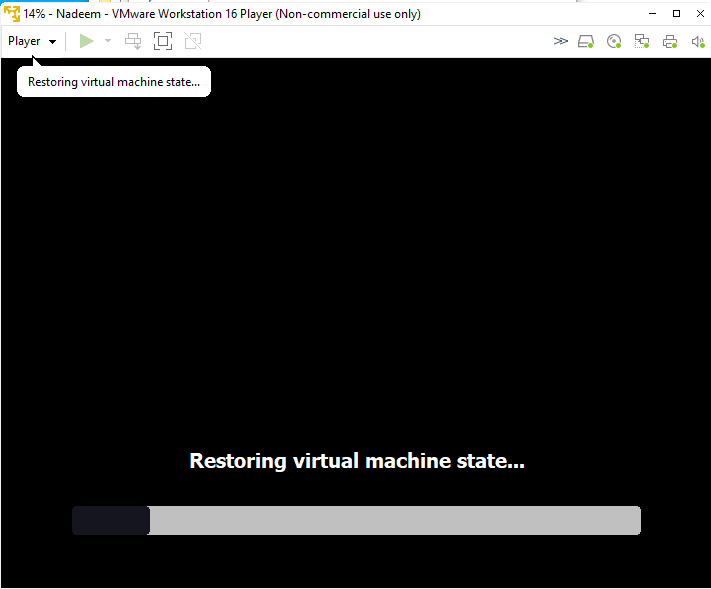 14% - Nadeem - VMware Workstation 16 Player (Non-commercial use only)
Player
Restoring virtual machine state...
Restoring virtual machine state...